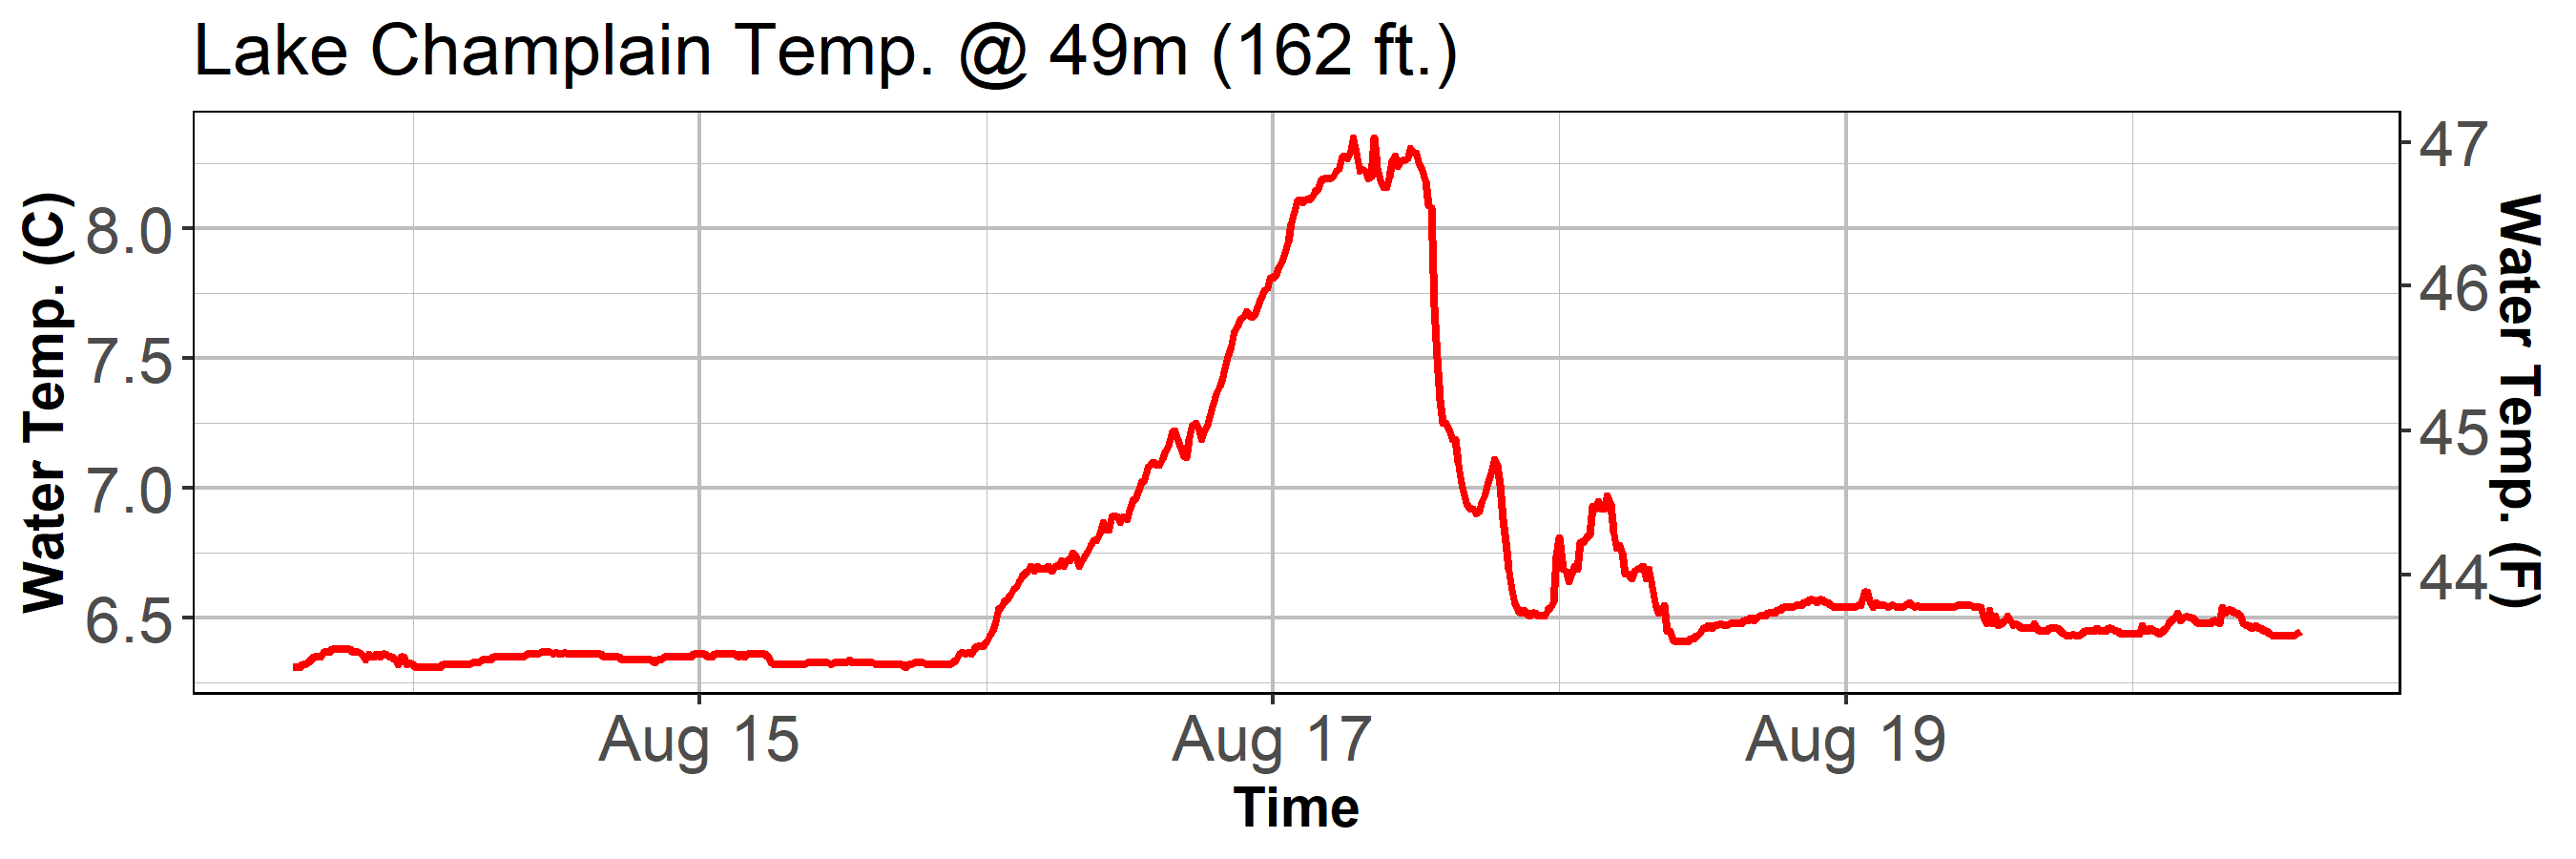 Lake Champlain Temp. @ 49m (162 ft.)
Water Temp. (C)
8.0
7.5
7.0
6.5
47
46
45
44
Water Temp. (F)
Aug 15
Aug 17
Aug 19
Time